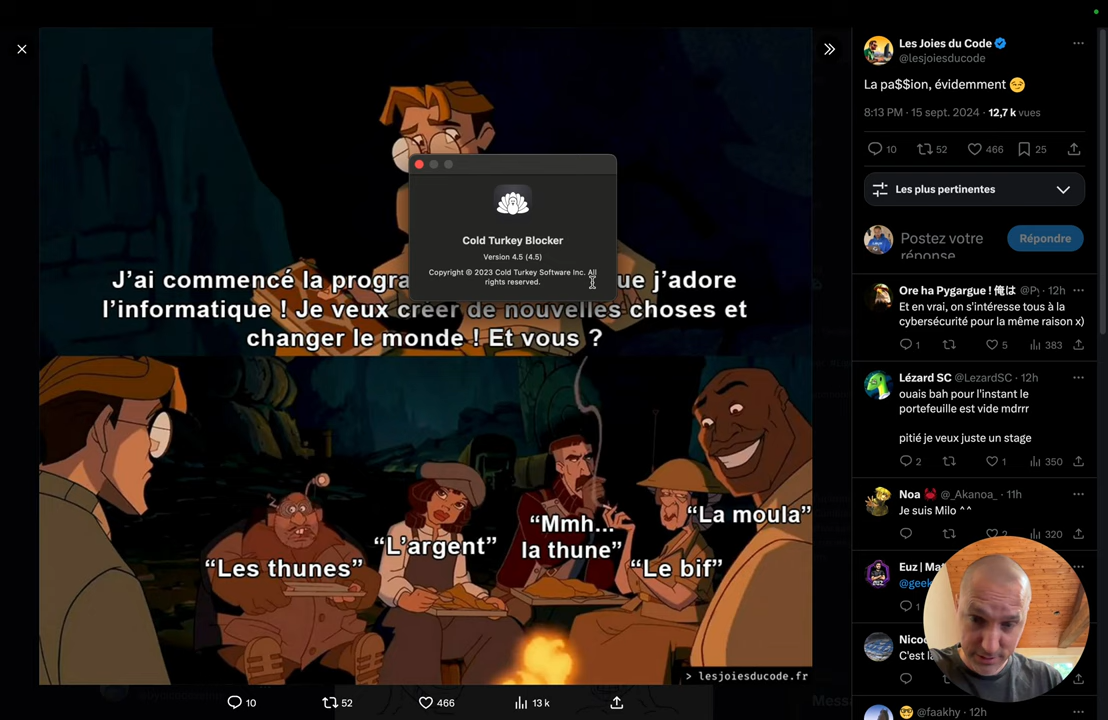 J’ai commencé la progra ue j’adore
l’informatique ! Je veux créer de nouvelles choses et
changer le monde ! Et vous ?
Cold Turkey Blocker
Version 4.5 (4.5)
Copyright © 2023 Cold Turkey Software Inc. All
rights reserved.
“Les thunes”
“L’argent”
“Mmh...
la thune”
“Le bif”
“La moula”
> lesjoiesducode.fr
10
52
466
13 k
Les Joies du Code
@lesjoiesducode
La pa$$ion, évidemment 😏
8:13 PM · 15 sept. 2024 · 12,7 k vues
10
52
466
25
Les plus pertinentes
Postez votre
réponse
Répondre
Ore ha Pygargue ! 俺は @Py · 12h
Et en vrai, on s'intéresse tous à la
cybersécurité pour la même raison x)
1
5
383
Lézard SC @LezardSC · 12h
ouais bah pour l'instant le
portefeuille est vide mdrrr
pitié je veux juste un stage
2
1
350
Noa 🦀 @_Akanoa_ · 11h
Je suis Milo ^^
2
320
Euz | Mat
@geek
1
Nico
C'est l
🤓 @faakhy · 12h